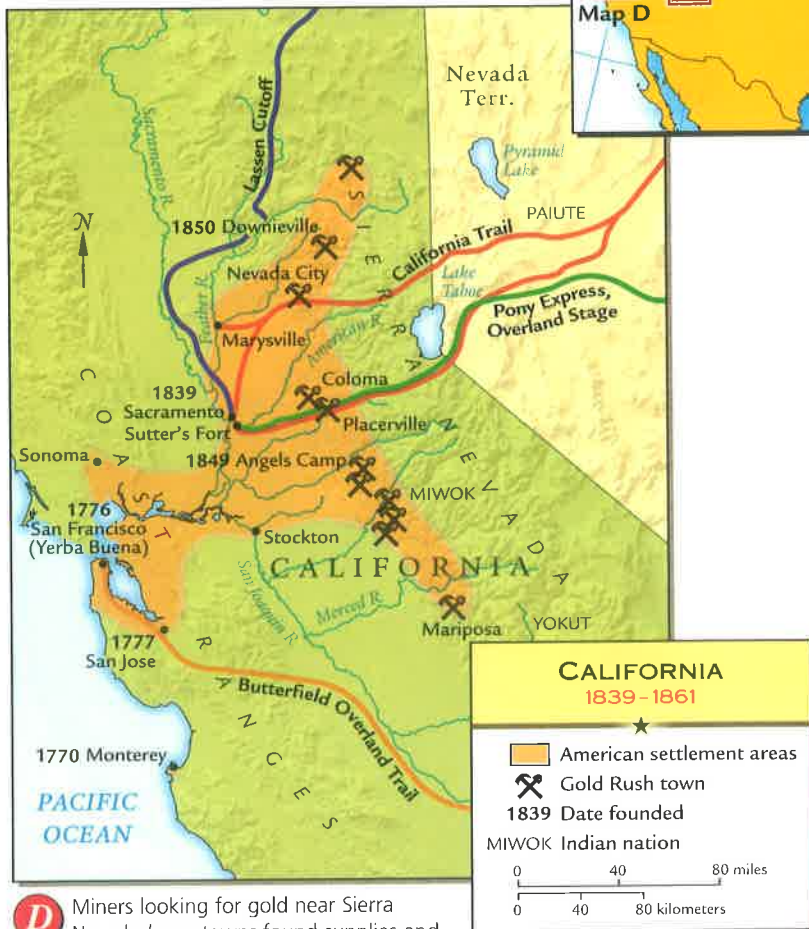 Map D
Nevada
Terr.
Lassen Cutoff
Sacramento R.
Pyramid
Lake
PAIUTE
N
1850 Downieville
SIERRA NEVADA
California Trail
Nevada City
Lake
Tahoe
Feather R.
Pony Express,
Overland Stage
Marysville
American R.
COAST RANGES
Coloma
1839
Sacramento
Sutter's Fort
Placerville
Sonoma
1849 Angels Camp
MIWOK
1776
San Francisco
(Yerba Buena)
Stockton
CALIFORNIA
San Joaquin R.
Merced R.
Mariposa
YOKUT
1777
San Jose
Butterfield Overland Trail
1770 Monterey
PACIFIC
OCEAN
CALIFORNIA
1839–1861
American settlement areas
Gold Rush town
1839 Date founded
MIWOK Indian nation
0 40 80 miles
0 40 80 kilometers
D Miners looking for gold near Sierra